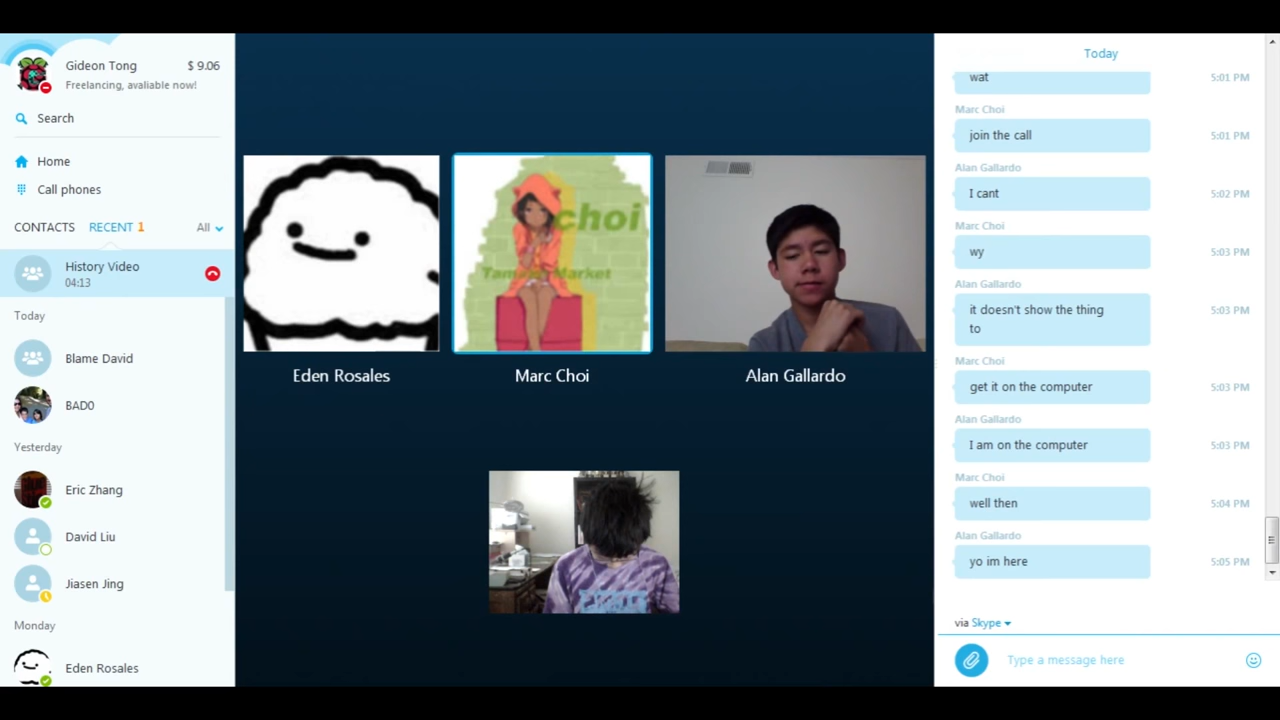 Gideon Tong
$ 9.06
Freelancing, avaliable now!
Search
Home
Call phones
CONTACTS
RECENT 1
All
History Video
04:13
Today
Blame David
BAD0
Yesterday
Eric Zhang
David Liu
Jiasen Jing
Monday
Eden Rosales
choi
Market
Eden Rosales
Marc Choi
Alan Gallardo
Today
wat
5:01 PM
Marc Choi
join the call
5:01 PM
Alan Gallardo
I cant
5:02 PM
Marc Choi
wy
5:03 PM
Alan Gallardo
it doesn't show the thing
to
5:03 PM
Marc Choi
get it on the computer
5:03 PM
Alan Gallardo
I am on the computer
5:03 PM
Marc Choi
well then
5:04 PM
Alan Gallardo
yo im here
5:05 PM
via Skype
Type a message here